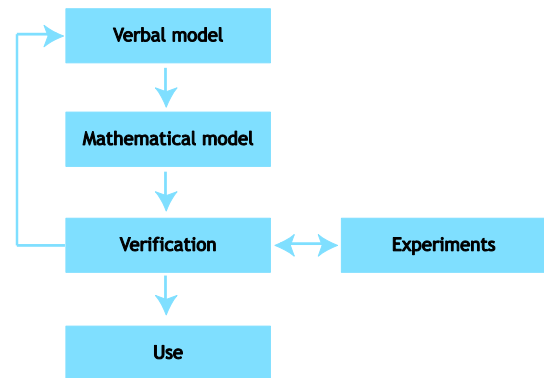 Verbal model
Mathematical model
Verification
Experiments
Use